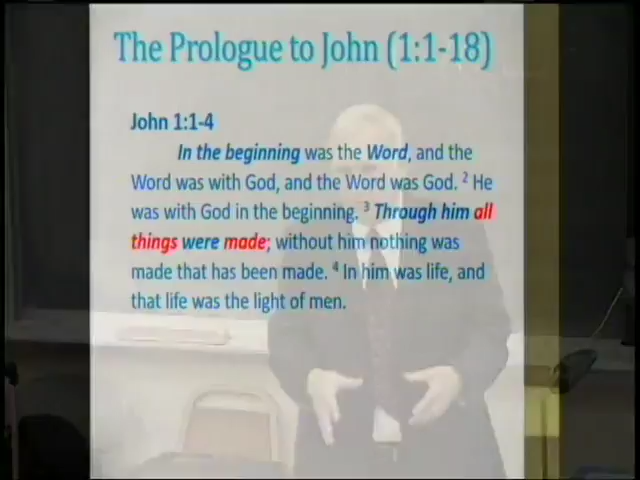 The Prologue to John (1:1-18)
John 1:1-4
In the beginning was the Word, and the
Word was with God, and the Word was God. 2 He
was with God in the beginning. 3 Through him all
things were made; without him nothing was
made that has been made. 4 In him was life, and
that life was the light of men.